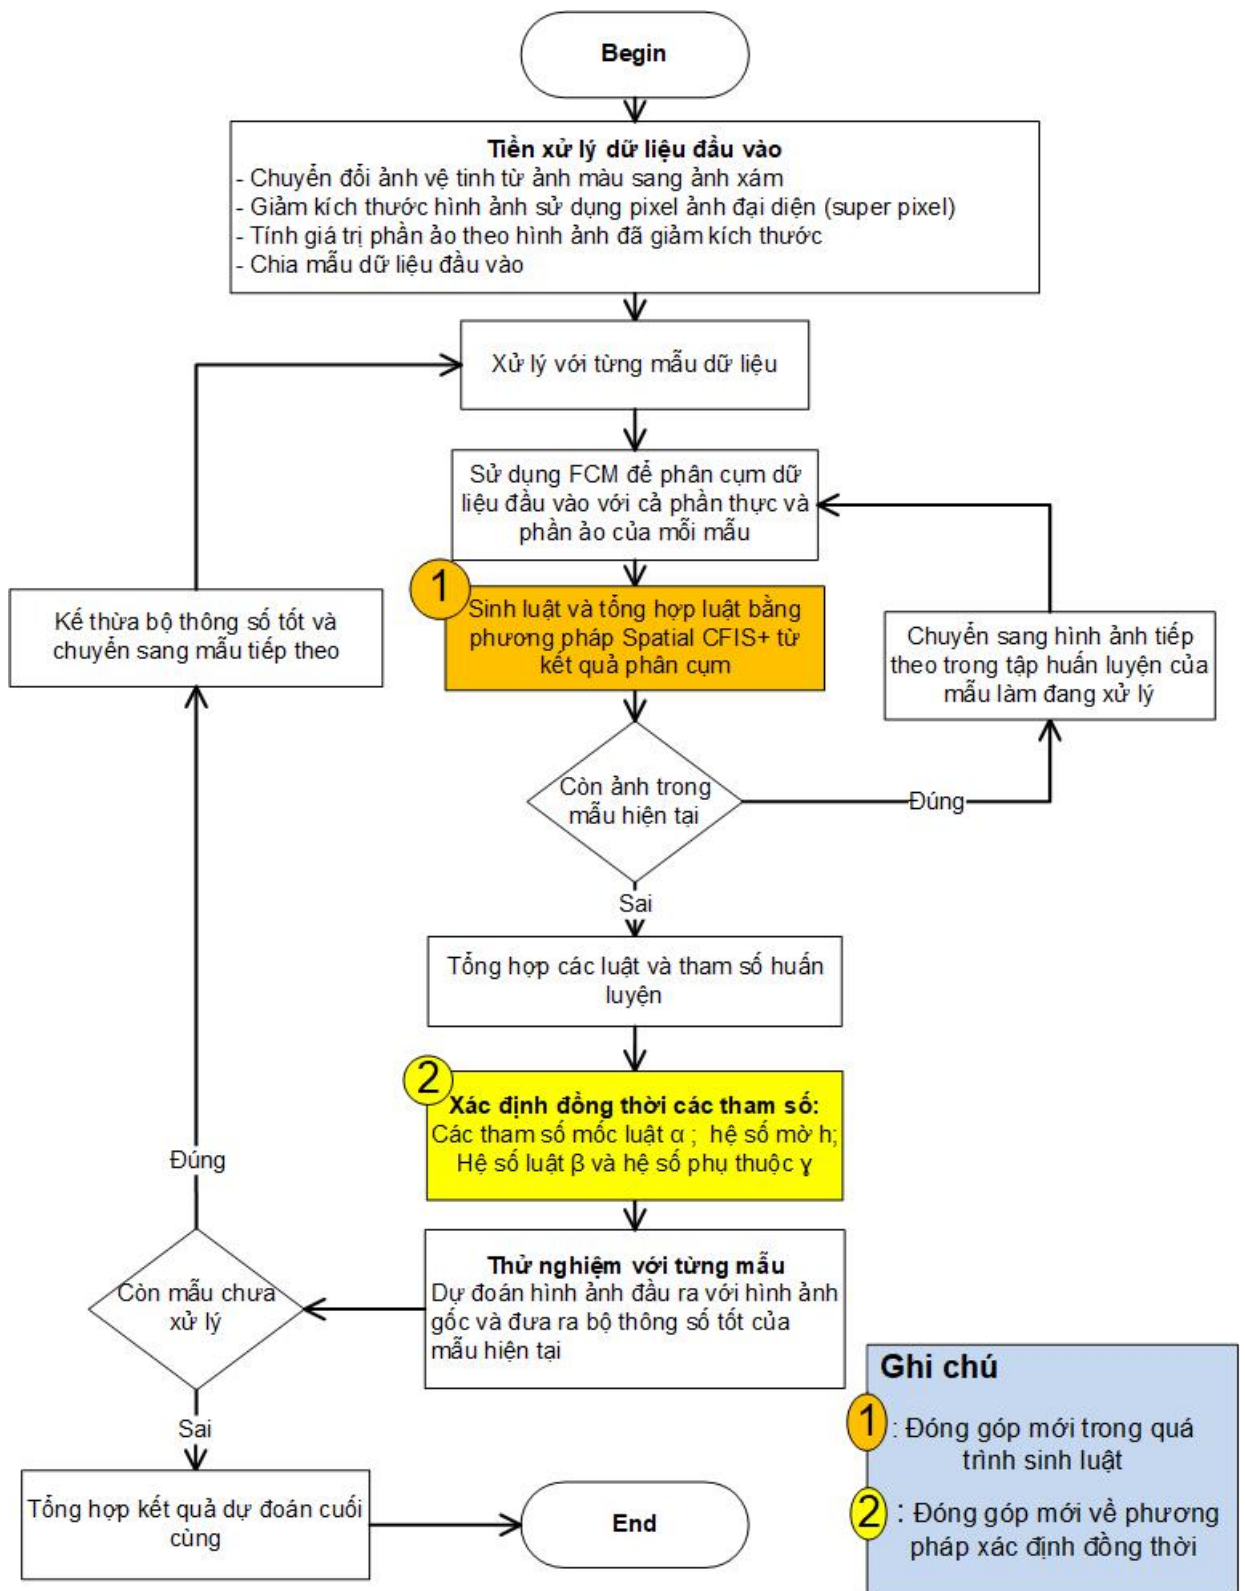 Begin
Tiền xử lý dữ liệu đầu vào
- Chuyển đổi ảnh vệ tinh từ ảnh màu sang ảnh xám
- Giảm kích thước hình ảnh sử dụng pixel ảnh đại diện (super pixel)
- Tính giá trị phần ảo theo hình ảnh đã giảm kích thước
- Chia mẫu dữ liệu đầu vào
Xử lý với từng mẫu dữ liệu
Sử dụng FCM để phân cụm dữ
liệu đầu vào với cả phần thực và
phần ảo của mỗi mẫu
1
Sinh luật và tổng hợp luật bằng
phương pháp Spatial CFIS+ từ
kết quả phân cụm
Kế thừa bộ thông số tốt và
chuyển sang mẫu tiếp theo
Chuyển sang hình ảnh tiếp
theo trong tập huấn luyện của
mẫu làm đang xử lý
Còn ảnh trong
mẫu hiện tại
Đúng
Sai
Tổng hợp các luật và tham số huấn
luyện
2
Xác định đồng thời các tham số:
Các tham số mốc luật α ; hệ số mờ h;
Hệ số luật β và hệ số phụ thuộc γ
Đúng
Thử nghiệm với từng mẫu
Dự đoán hình ảnh đầu ra với hình ảnh
gốc và đưa ra bộ thông số tốt của
mẫu hiện tại
Còn mẫu chưa
xử lý
Sai
Tổng hợp kết quả dự đoán cuối
cùng
End
Ghi chú
1 : Đóng góp mới trong quá
trình sinh luật
2 : Đóng góp mới về phương
pháp xác định đồng thời